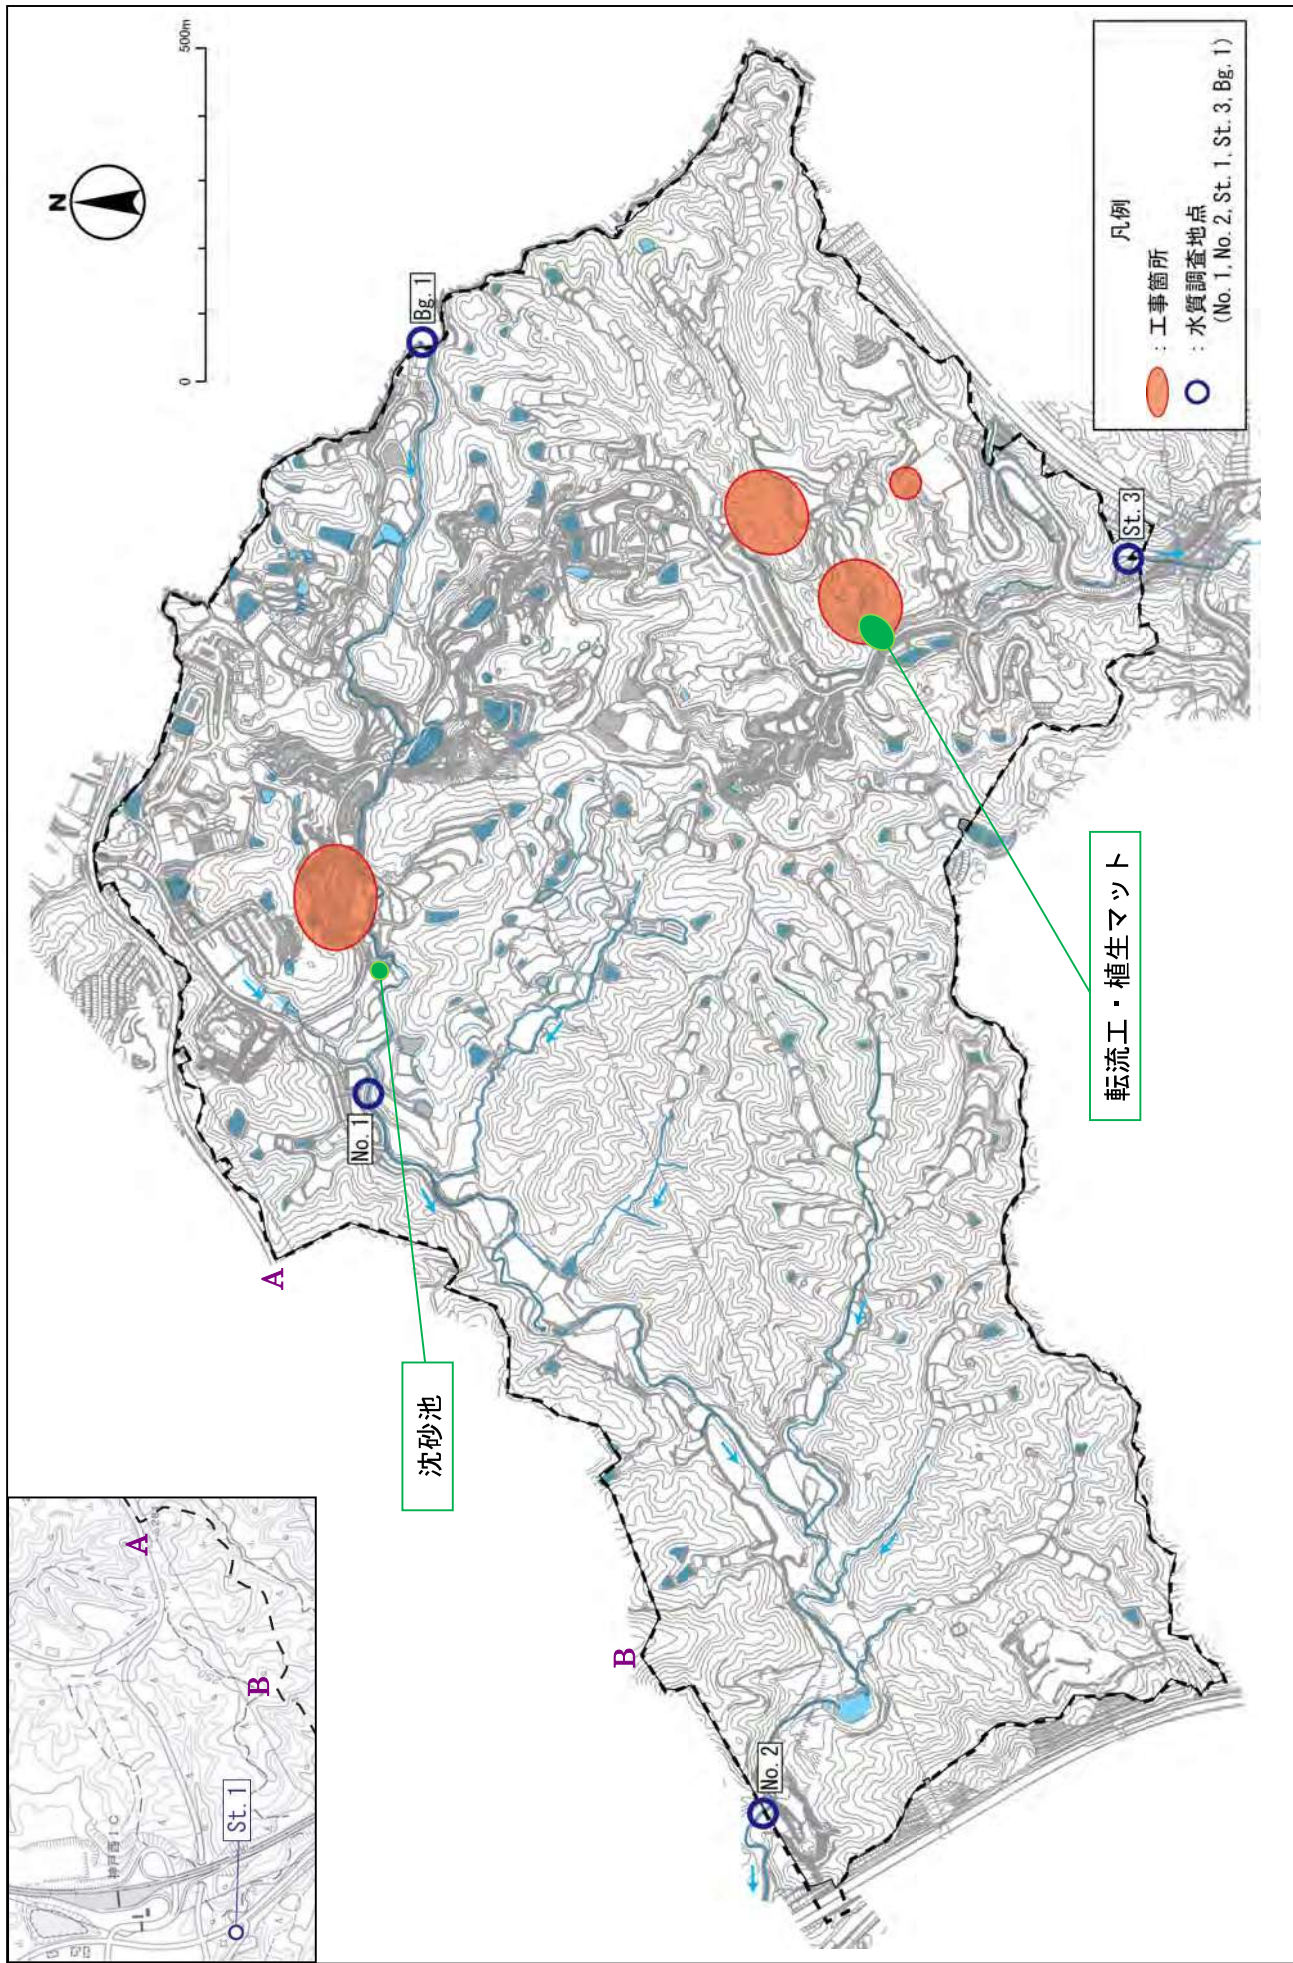 500m
0
N
凡例
：工事箇所
：水質調査地点
(No.1, No.2, St.1, St.3, Bg.1)
Bg.1
St.3
No.1
No.2
沈砂池
転流工・植生マット
A
B
A
B
St.1
神戸西IC